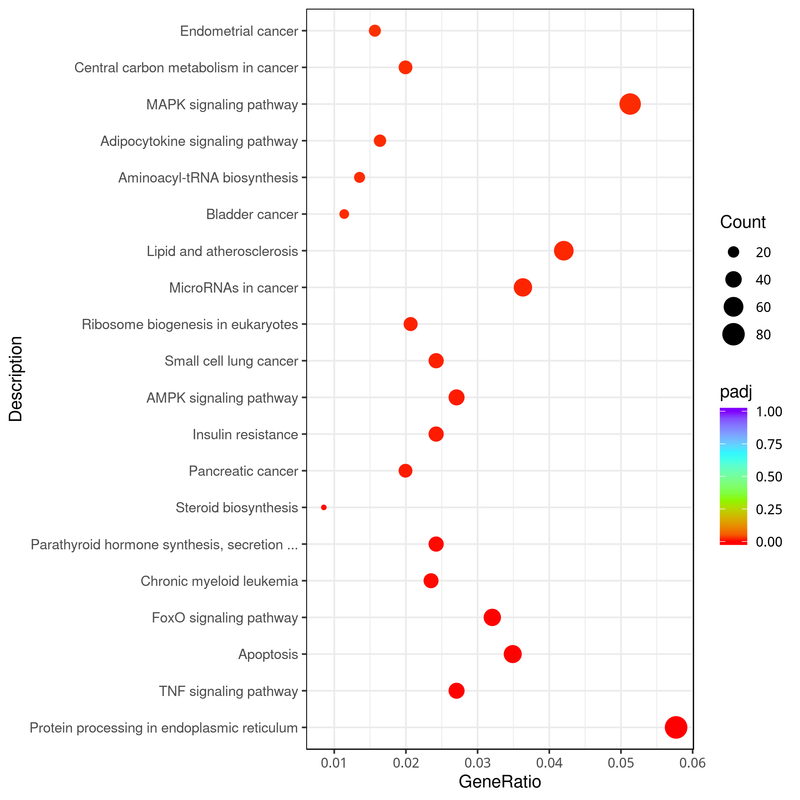 Endometrial cancer
Central carbon metabolism in cancer
MAPK signaling pathway
Adipocytokine signaling pathway
Aminoacyl-tRNA biosynthesis
Bladder cancer
Lipid and atherosclerosis
MicroRNAs in cancer
Ribosome biogenesis in eukaryotes
Small cell lung cancer
AMPK signaling pathway
Insulin resistance
Pancreatic cancer
Steroid biosynthesis
Parathyroid hormone synthesis, secretion ...
Chronic myeloid leukemia
FoxO signaling pathway
Apoptosis
TNF signaling pathway
Protein processing in endoplasmic reticulum
Description
0.01 0.02 0.03 0.04 0.05 0.06
GeneRatio
Count
20
40
60
80
padj
1.00
0.75
0.50
0.25
0.00